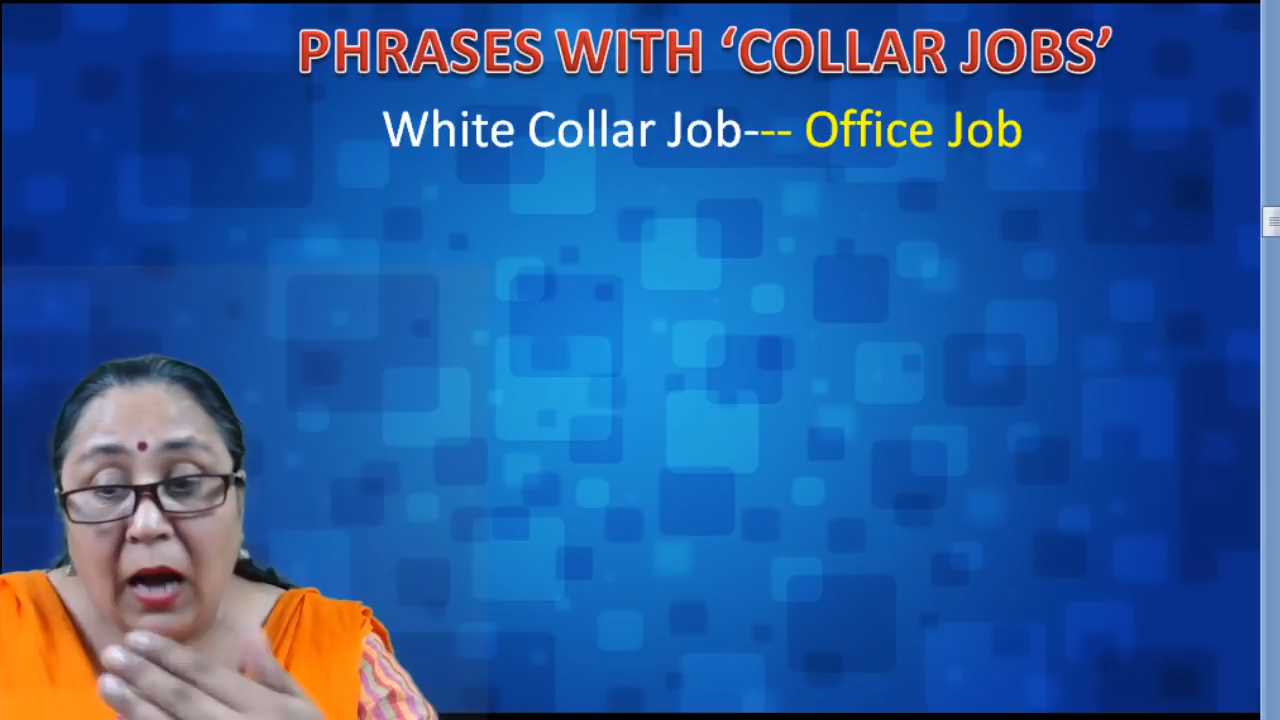 PHRASES WITH ‘COLLAR JOBS’
White Collar Job--- Office Job